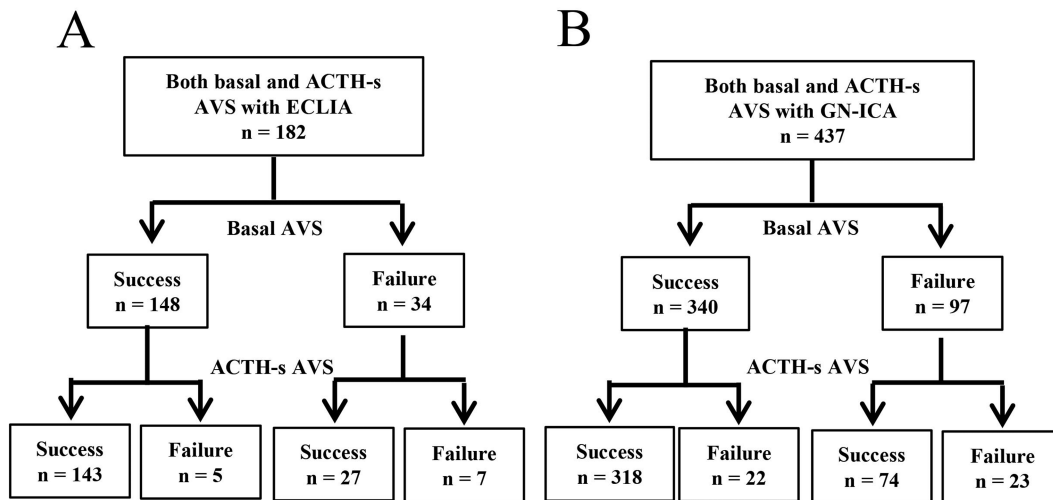 A
Both basal and ACTH-s
AVS with ECLIA
n = 182
Basal AVS
Success
n = 148
Failure
n = 34
ACTH-s AVS
Success
n = 143
Failure
n = 5
Success
n = 27
Failure
n = 7
B
Both basal and ACTH-s
AVS with GN-ICA
n = 437
Basal AVS
Success
n = 340
Failure
n = 97
ACTH-s AVS
Success
n = 318
Failure
n = 22
Success
n = 74
Failure
n = 23